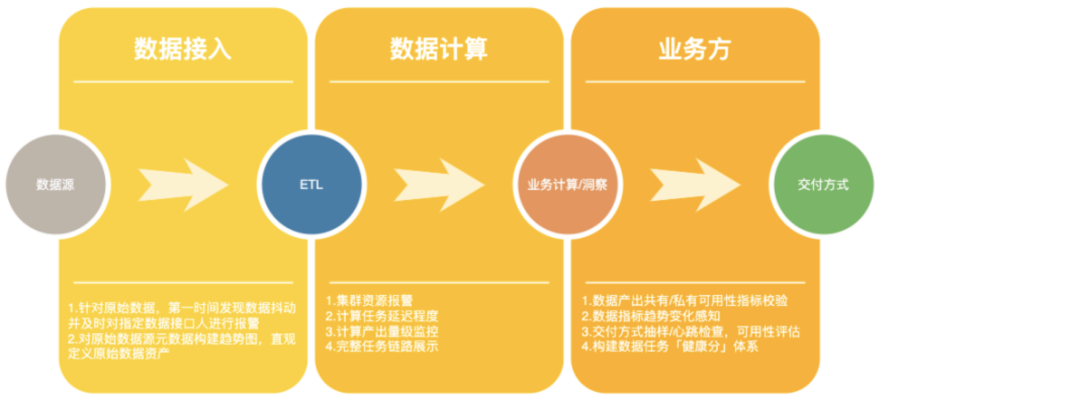 数据接入
数据计算
业务方
数据源
ETL
业务计算/洞察
交付方式
1.针对原始数据，第一时间发现数据抖动
并及时对指定数据接口人进行报警
2.对原始数据源元数据构建趋势图，直观
定义原始数据资产
1.集群资源报警
2.计算任务延迟程度
3.计算产出量级监控
4.完整任务链路展示
1.数据产出共有/私有可用性指标校验
2.数据指标趋势变化感知
3.交付方式抽样/心跳检查，可用性评估
4.构建数据任务「健康分」体系